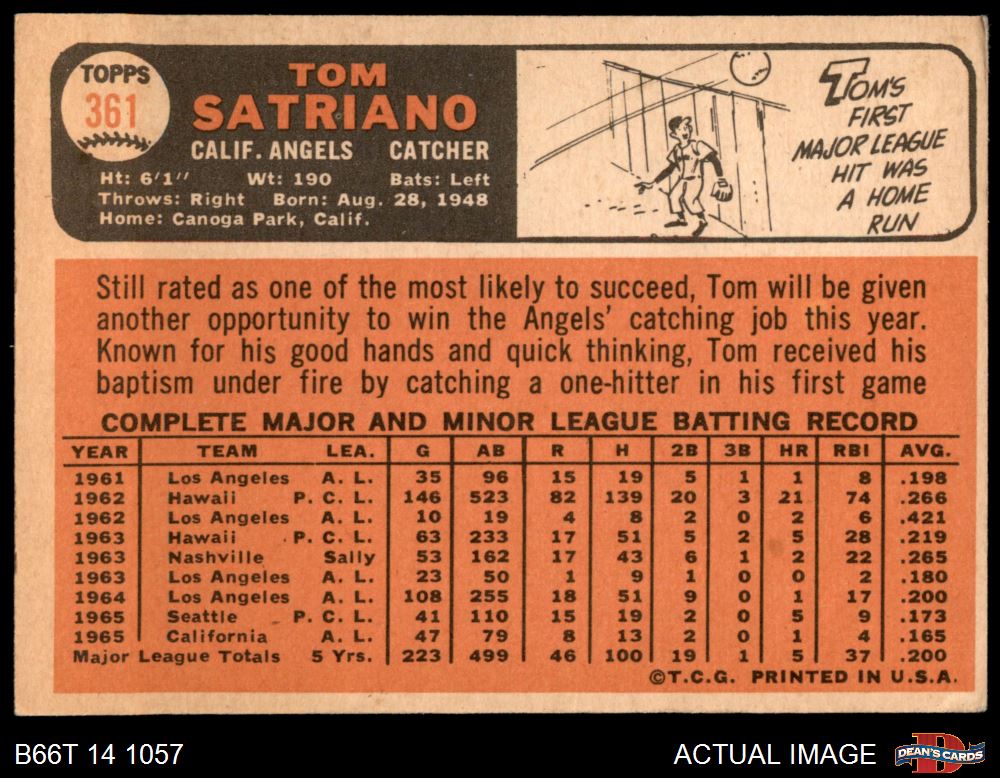 TOPPS
361
TOM
SATRIANO
CALIF. ANGELS CATCHER
Ht: 6'1" Wt: 190 Bats: Left
Throws: Right Born: Aug. 28, 1948
Home: Canoga Park, Calif.
TOM'S
FIRST
MAJOR LEAGUE
HIT WAS
A HOME
RUN
Still rated as one of the most likely to succeed, Tom will be given
another opportunity to win the Angels' catching job this year.
Known for his good hands and quick thinking, Tom received his
baptism under fire by catching a one-hitter in his first game
COMPLETE MAJOR AND MINOR LEAGUE BATTING RECORD
YEAR TEAM LEA. G AB R H 2B 3B HR RBI AVG.
1961 Los Angeles A. L. 35 96 15 19 5 1 1 8 .198
1962 Hawaii P. C. L. 146 523 82 139 20 3 21 74 .266
1962 Los Angeles A. L. 10 19 4 8 2 0 2 6 .421
1963 Hawaii P. C. L. 63 233 17 51 5 2 5 28 .219
1963 Nashville Sally 53 162 17 43 6 1 2 22 .265
1963 Los Angeles A. L. 23 50 1 9 1 0 0 2 .180
1964 Los Angeles A. L. 108 255 18 51 9 0 1 17 .200
1965 Seattle P. C. L. 41 110 15 19 2 0 5 9 .173
1965 California A. L. 47 79 8 13 2 0 1 4 .165
Major League Totals 5 Yrs. 223 499 46 100 19 1 5 37 .200
©T.C.G. PRINTED IN U.S.A.
B66T 14 1057
ACTUAL IMAGE
DEAN'S CARDS